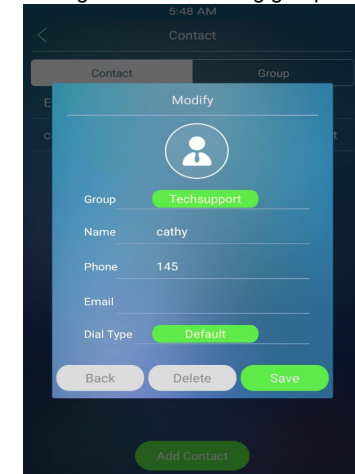 5:48 AM
Contact
Contact Group
E
c t
Modify
Group Techsupport
Name cathy
Phone 145
Email
Dial Type Default
Back Delete Save
Add Contact